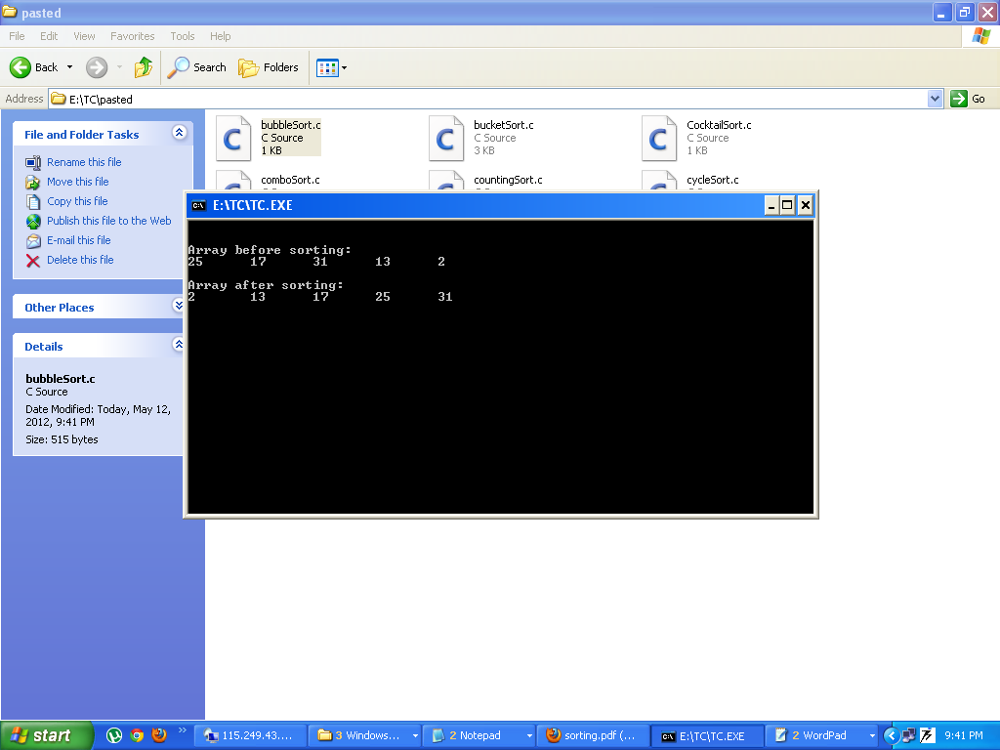 pasted
File Edit View Favorites Tools Help
Back Search Folders
Address E:\TC\pasted Go
File and Folder Tasks
Rename this file
Move this file
Copy this file
Publish this file to the Web
E-mail this file
Delete this file
Other Places
Details
bubbleSort.c
C Source
Date Modified: Today, May 12,
2012, 9:41 PM
Size: 515 bytes
C bubbleSort.c
C Source
1 KB
C bucketSort.c
C Source
3 KB
C CocktailSort.c
C Source
1 KB
comboSort.c
countingSort.c
cycleSort.c
C:\ E:\TC\TC.EXE
Array before sorting:
25 17 31 13 2
Array after sorting:
2 13 17 25 31
start 115.249.43.... 3 Windows... 2 Notepad sorting.pdf (... C:\ E:\TC\TC.EXE 2 WordPad 9:41 PM